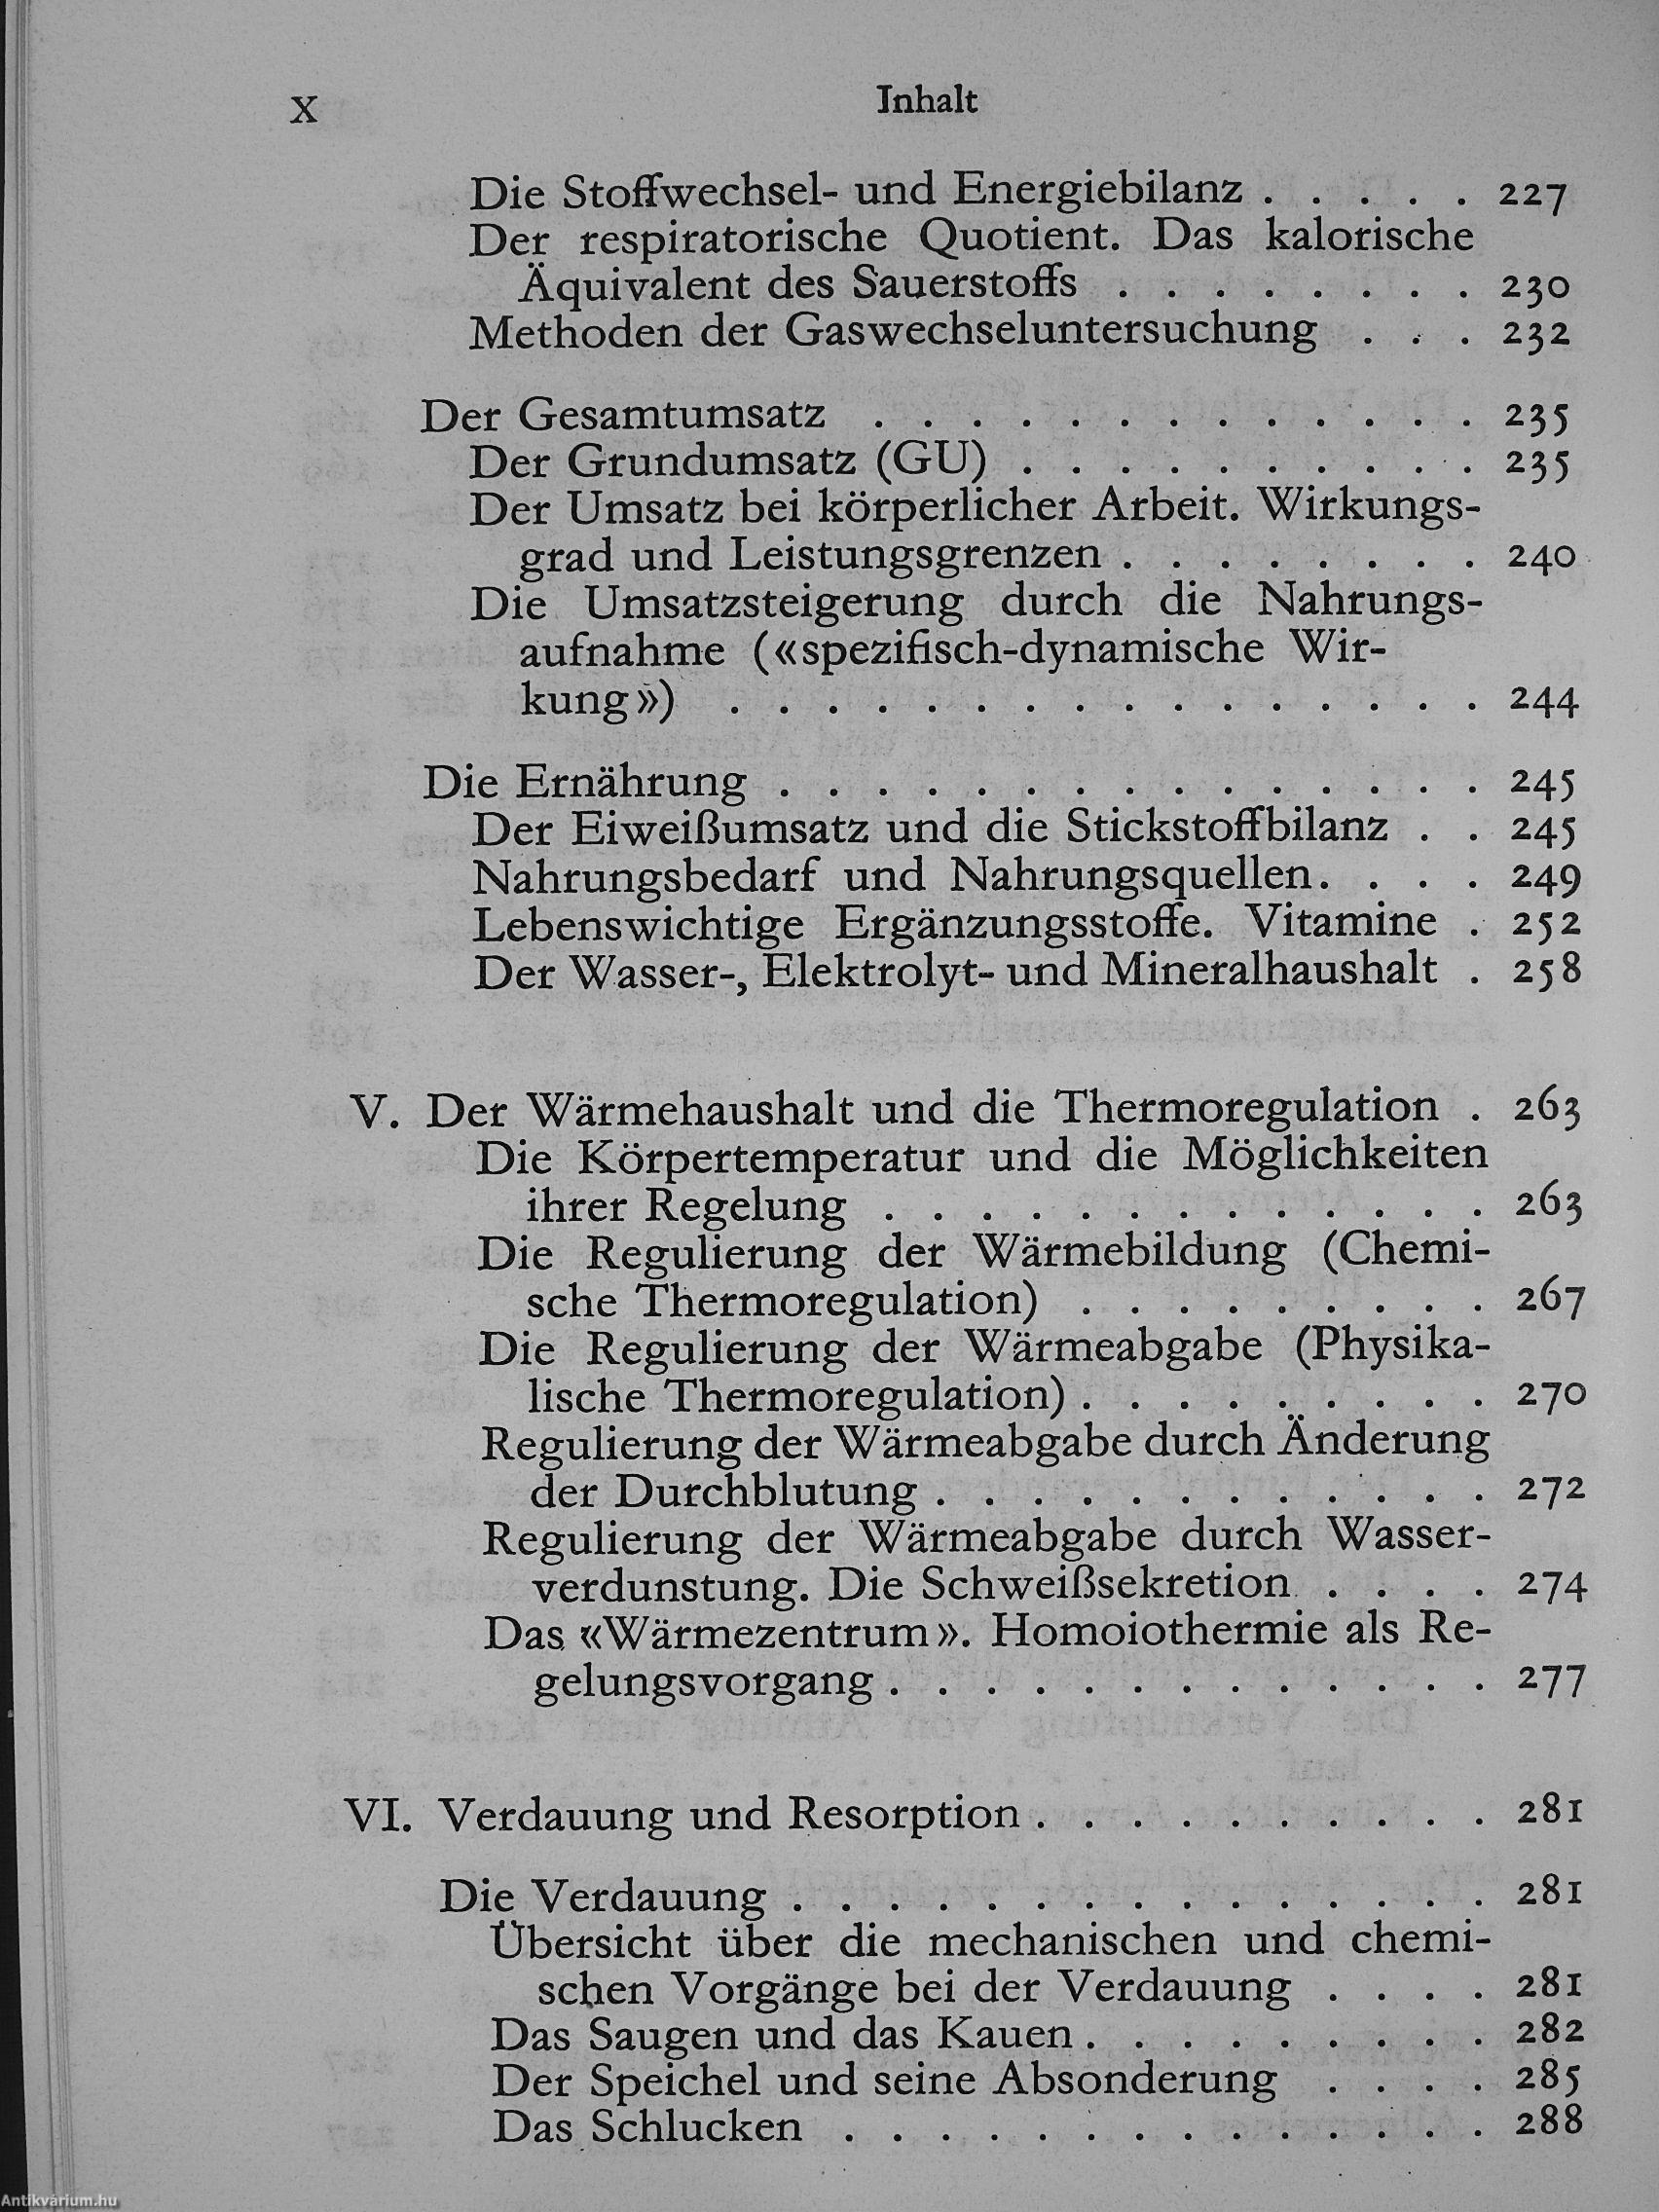 X Inhalt
Die Stoffwechsel- und Energiebilanz . . . . . 227
Der respiratorische Quotient. Das kalorische
Äquivalent des Sauerstoffs . . . . . . . . 230
Methoden der Gaswechseluntersuchung . . . 232
Der Gesamtumsatz . . . . . . . . . . . . . 235
Der Grundumsatz (GU) . . . . . . . . . . 235
Der Umsatz bei körperlicher Arbeit. Wirkungs-
grad und Leistungsgrenzen . . . . . . . . 240
Die Umsatzsteigerung durch die Nahrungs-
aufnahme («spezifisch-dynamische Wir-
kung») . . . . . . . . . . . . . . . . 244
Die Ernährung . . . . . . . . . . . . . . . 245
Der Eiweißumsatz und die Stickstoffbilanz . . 245
Nahrungsbedarf und Nahrungsquellen. . . . 249
Lebenswichtige Ergänzungsstoffe. Vitamine . 252
Der Wasser-, Elektrolyt- und Mineralhaushalt . 258
V. Der Wärmehaushalt und die Thermoregulation . 263
Die Körpertemperatur und die Möglichkeiten
ihrer Regelung . . . . . . . . . . . . . 263
Die Regulierung der Wärmebildung (Chemi-
sche Thermoregulation) . . . . . . . . . 267
Die Regulierung der Wärmeabgabe (Physika-
lische Thermoregulation) . . . . . . . . . 270
Regulierung der Wärmeabgabe durch Änderung
der Durchblutung . . . . . . . . . . . . 272
Regulierung der Wärmeabgabe durch Wasser-
verdunstung. Die Schweißsekretion . . . . 274
Das «Wärmezentrum». Homoiothermie als Re-
gelungsvorgang . . . . . . . . . . . . . 277
VI. Verdauung und Resorption . . . . . . . . . . 281
Die Verdauung . . . . . . . . . . . . . . . 281
Übersicht über die mechanischen und chemi-
schen Vorgänge bei der Verdauung . . . . 281
Das Saugen und das Kauen . . . . . . . . . 282
Der Speichel und seine Absonderung . . . . 285
Das Schlucken . . . . . . . . . . . . . . 288
Antikvárium.hu